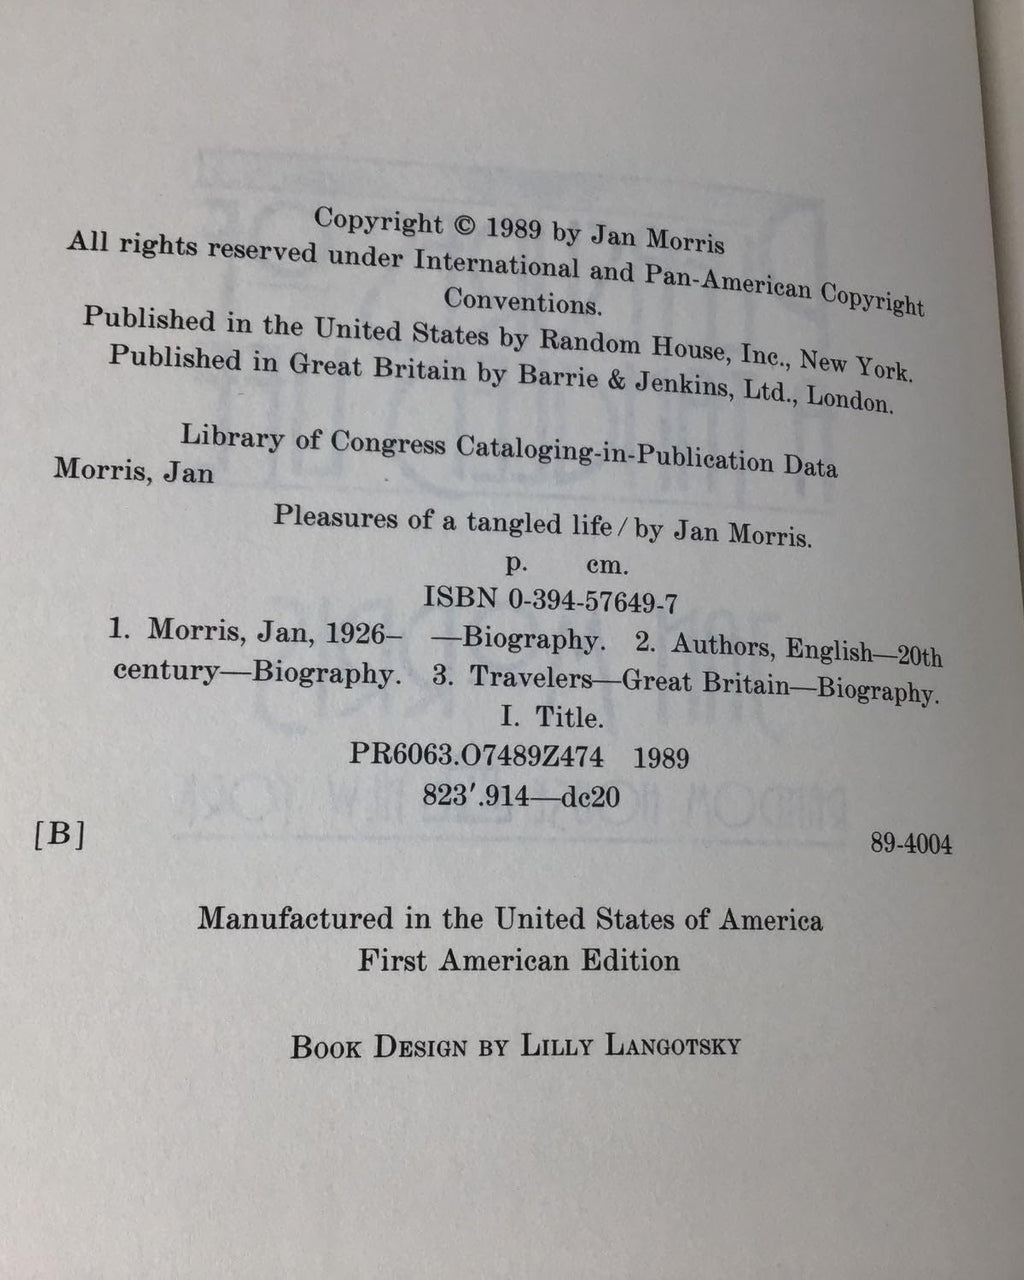 Copyright © 1989 by Jan Morris
All rights reserved under International and Pan-American Copyright
Conventions.
Published in the United States by Random House, Inc., New York.
Published in Great Britain by Barrie & Jenkins, Ltd., London.
Library of Congress Cataloging-in-Publication Data
Morris, Jan
Pleasures of a tangled life / by Jan Morris.
p. cm.
ISBN 0-394-57649-7
1. Morris, Jan, 1926– —Biography. 2. Authors, English—20th
century—Biography. 3. Travelers—Great Britain—Biography.
I. Title.
PR6063.O7489Z474 1989
823′.914—dc20
[B] 89-4004
Manufactured in the United States of America
First American Edition
BOOK DESIGN BY LILLY LANGOTSKY